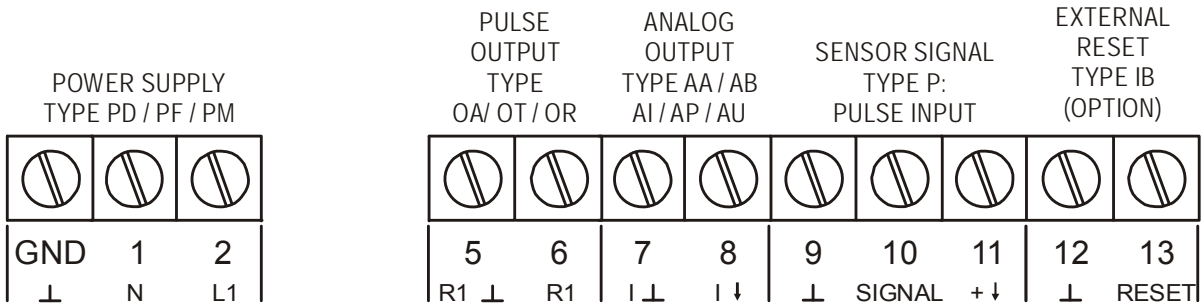 POWER SUPPLY
TYPE PD / PF / PM
PULSE
OUTPUT
TYPE
OA/ OT / OR
ANALOG
OUTPUT
TYPE AA / AB
AI / AP / AU
SENSOR SIGNAL
TYPE P:
PULSE INPUT
EXTERNAL
RESET
TYPE IB
(OPTION)
GND 1 2
⊥ N L1
5 6 7 8 9 10 11 12 13
R1 ⊥ R1 I ⊥ I ↓ ⊥ SIGNAL + ↓ ⊥ RESET